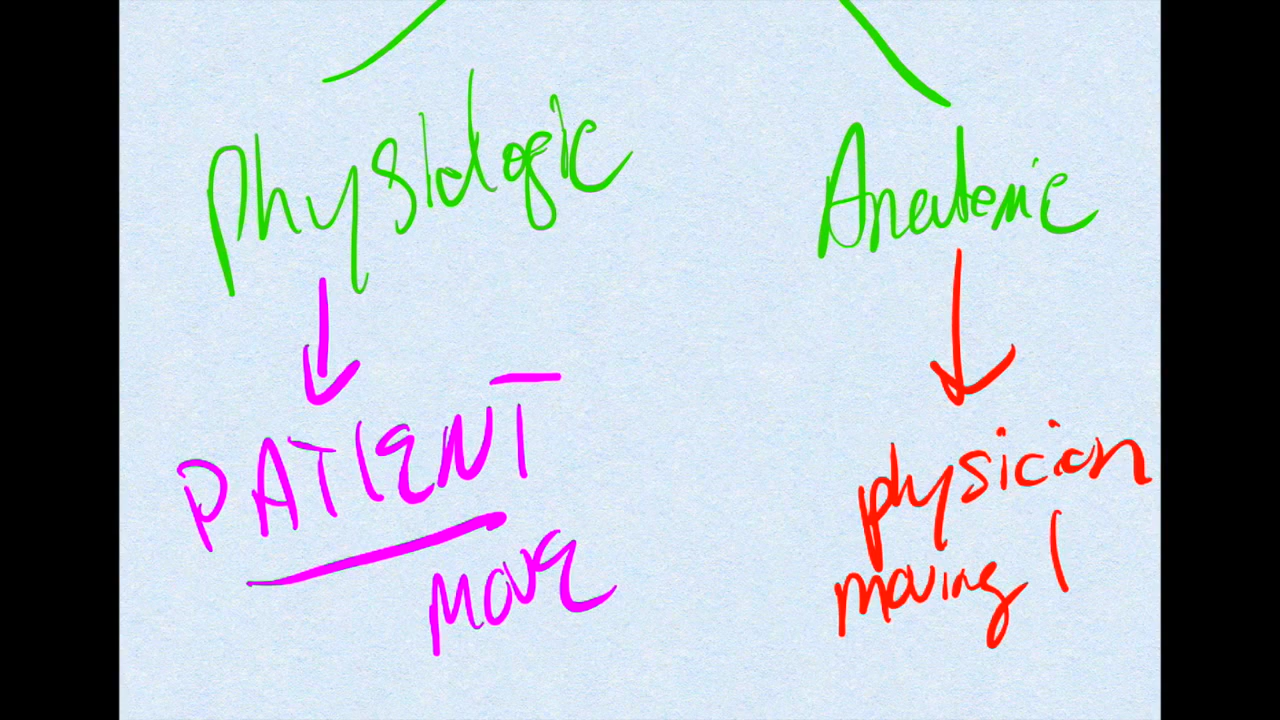 Physiologic
Anatomic
PATIENT
move
physician
moving